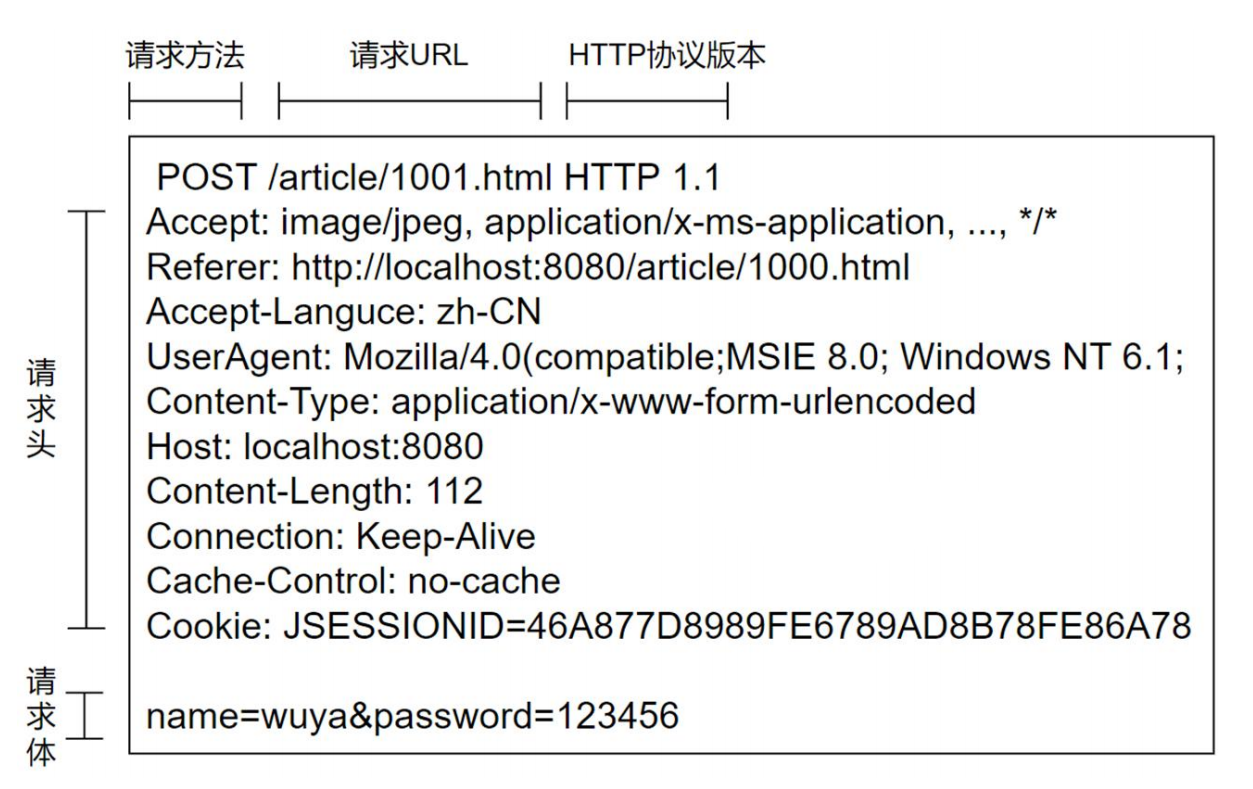 请求方法 请求URL HTTP协议版本
POST /article/1001.html HTTP 1.1
Accept: image/jpeg, application/x-ms-application, ..., */*
Referer: http://localhost:8080/article/1000.html
Accept-Languce: zh-CN
UserAgent: Mozilla/4.0(compatible;MSIE 8.0; Windows NT 6.1;
Content-Type: application/x-www-form-urlencoded
Host: localhost:8080
Content-Length: 112
Connection: Keep-Alive
Cache-Control: no-cache
Cookie: JSESSIONID=46A877D8989FE6789AD8B78FE86A78
请求头
name=wuya&password=123456
请求体